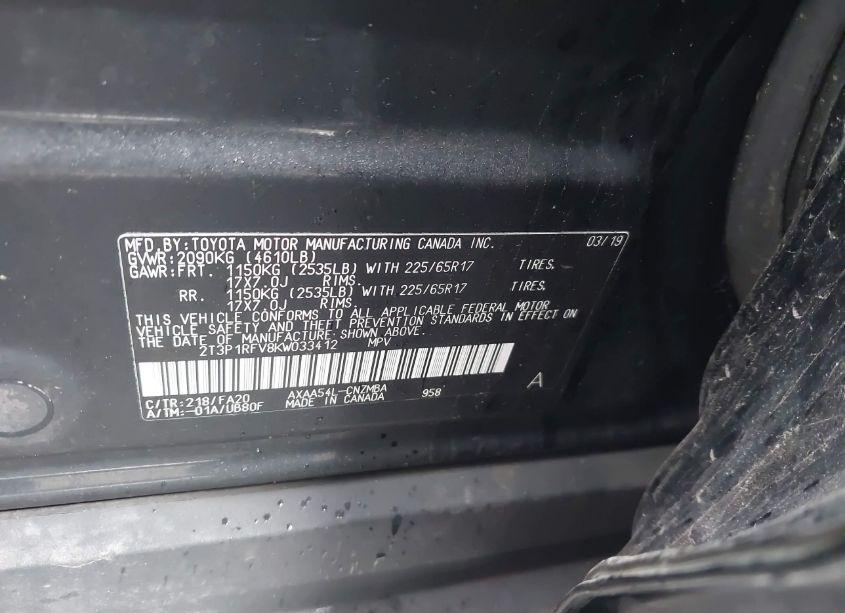 MFD. BY: TOYOTA MOTOR MANUFACTURING CANADA INC. 03/19
GVWR: 2090KG (4610LB)
GAWR: FRT. 1150KG (2535LB) WITH 225/65R17 TIRES.
17X7.0J RIMS.
RR. 1150KG (2535LB) WITH 225/65R17 TIRES.
17X7.0J RIMS.
THIS VEHICLE CONFORMS TO ALL APPLICABLE FEDERAL MOTOR
VEHICLE SAFETY AND THEFT PREVENTION STANDARDS IN EFFECT ON
THE DATE OF MANUFACTURE SHOWN ABOVE.
2T3P1RFV8KW033412 MPV
A
C/TR: 218/FA20 AXAA54L-CNZMBA 958
A/TM: -01A/UB80F MADE IN CANADA